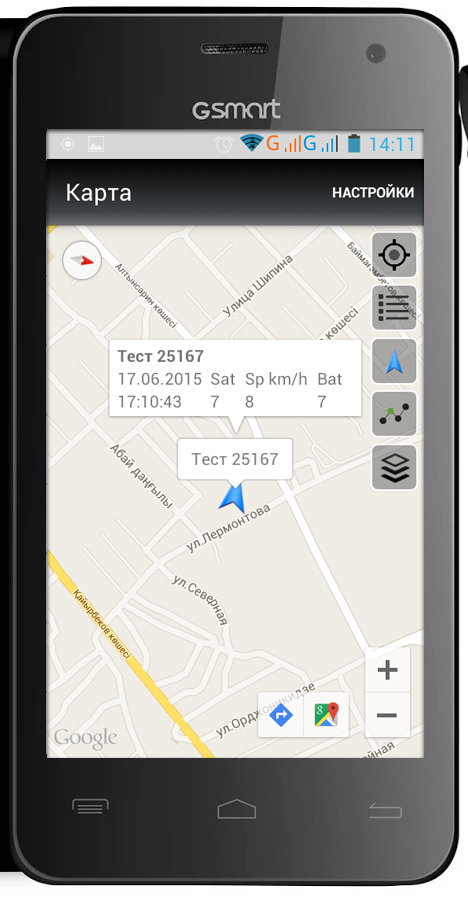 GSMART
G G 14:11
Карта НАСТРОЙКИ
Алтынсарин көшесі
Улица Шипина
көшесі
Тест 25167
17.06.2015 Sat Sp km/h Bat
17:10:43 7 8 7
Тест 25167
Абай даңғылы
ул.Лермонтова
ул.Северная
Қайырбеков көшесі
ул.Орджоникидзе
Google